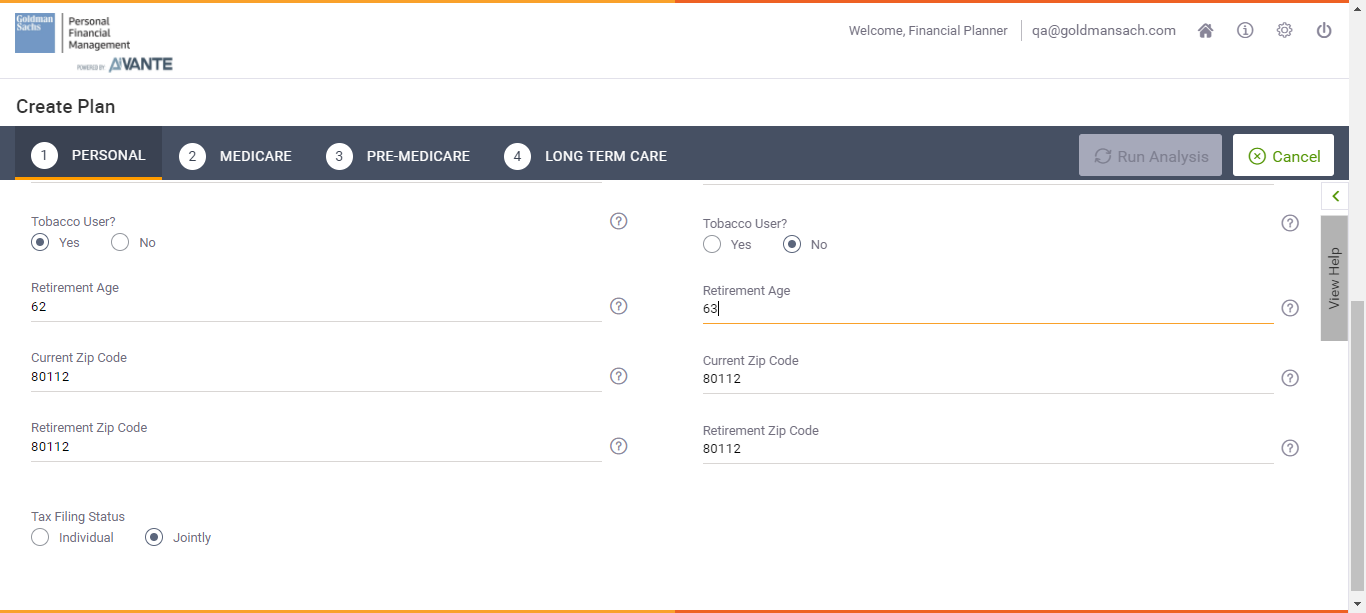 Goldman
Sachs
Personal
Financial
Management
POWERED BY AiVANTE
Welcome, Financial Planner
qa@goldmansach.com
Create Plan
1 PERSONAL
2 MEDICARE
3 PRE-MEDICARE
4 LONG TERM CARE
Run Analysis
Cancel
Tobacco User?
Yes No
Retirement Age
62
Current Zip Code
80112
Retirement Zip Code
80112
Tax Filing Status
Individual Jointly
Tobacco User?
Yes No
Retirement Age
63
Current Zip Code
80112
Retirement Zip Code
80112
View Help